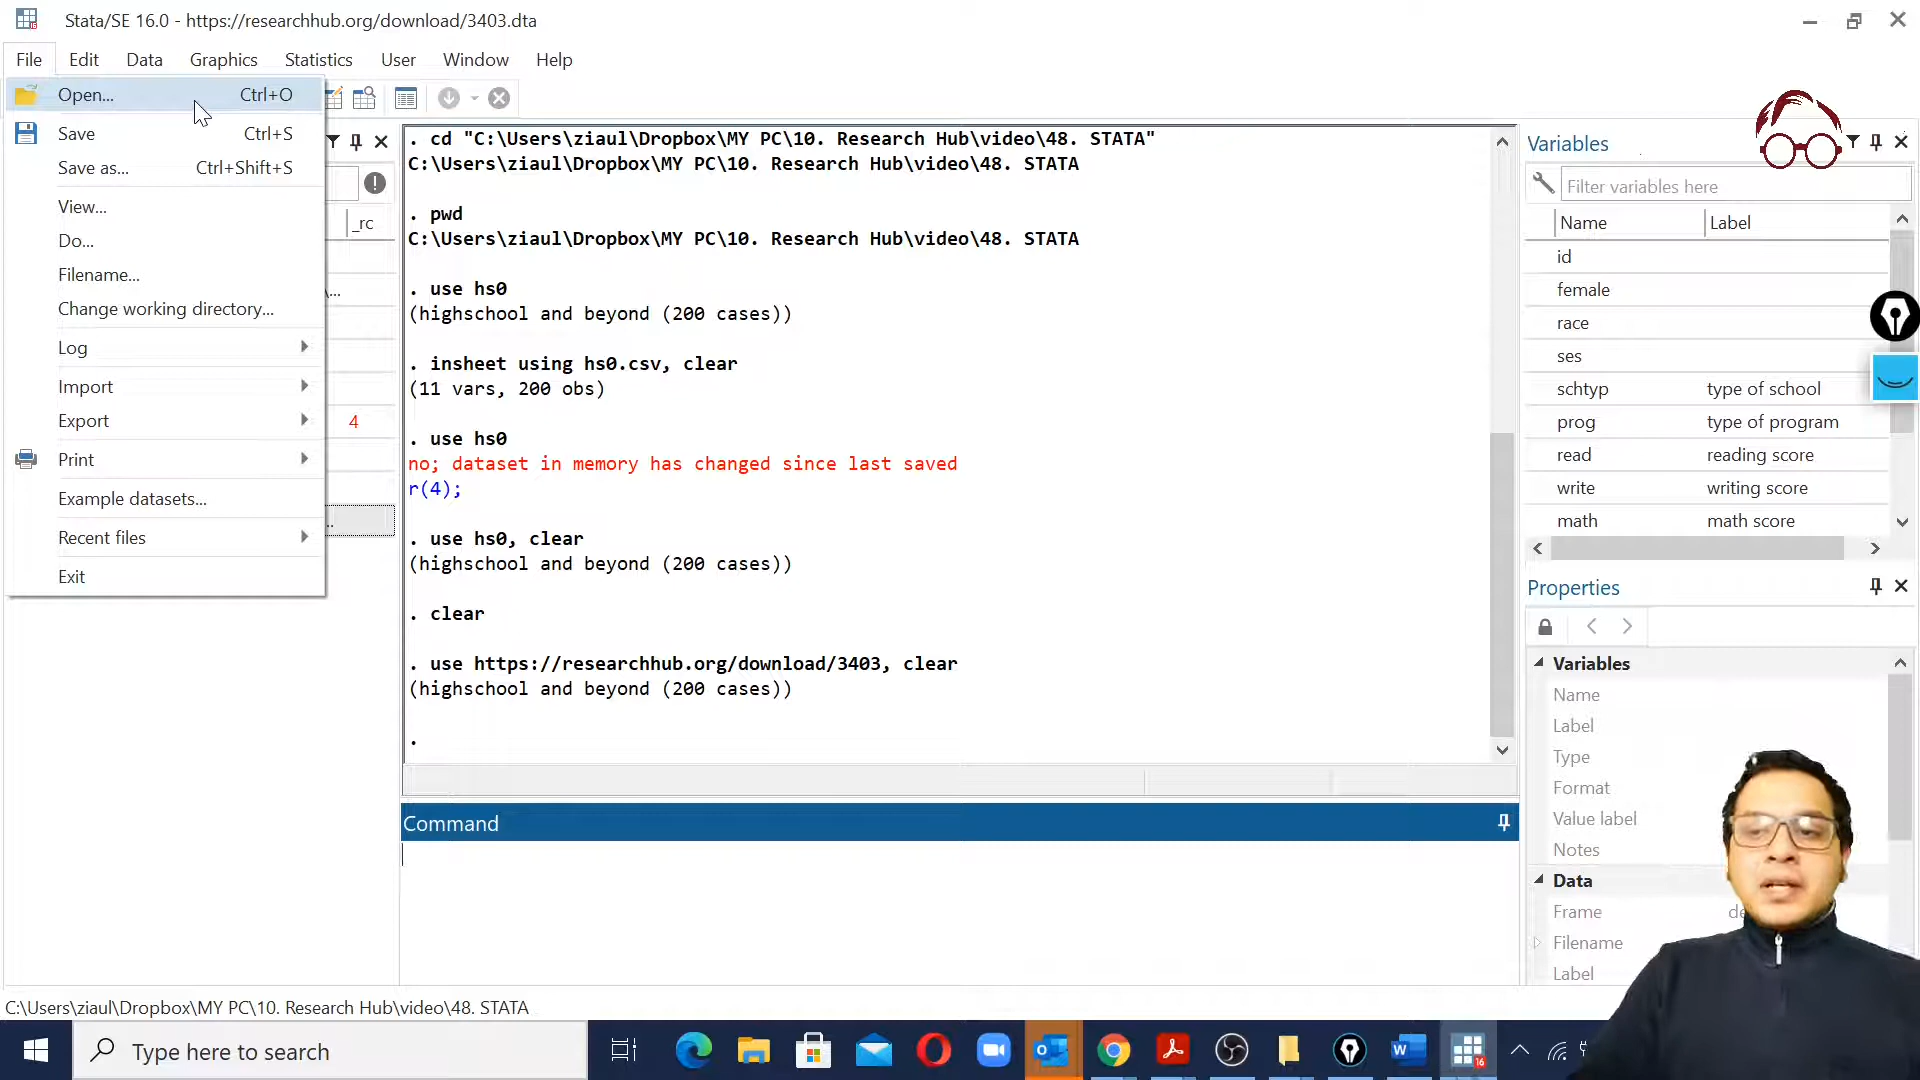 Stata/SE 16.0 - https://researchhub.org/download/3403.dta
File Edit Data Graphics Statistics User Window Help
Open... Ctrl+O
Save Ctrl+S
Save as... Ctrl+Shift+S
View...
Do...
Filename...
Change working directory...
Log
Import
Export
Print
Example datasets...
Recent files
Exit
_rc
\...
4
..
. cd "C:\Users\ziaul\Dropbox\MY PC\10. Research Hub\video\48. STATA"
C:\Users\ziaul\Dropbox\MY PC\10. Research Hub\video\48. STATA
. pwd
C:\Users\ziaul\Dropbox\MY PC\10. Research Hub\video\48. STATA
. use hs0
(highschool and beyond (200 cases))
. insheet using hs0.csv, clear
(11 vars, 200 obs)
. use hs0
no; dataset in memory has changed since last saved
r(4);
. use hs0, clear
(highschool and beyond (200 cases))
. clear
. use https://researchhub.org/download/3403, clear
(highschool and beyond (200 cases))
.
Command
Variables
Filter variables here
Name Label
id
female
race
ses
schtyp type of school
prog type of program
read reading score
write writing score
math math score
Properties
Variables
Name
Label
Type
Format
Value label
Notes
Data
Frame de
Filename
Label
C:\Users\ziaul\Dropbox\MY PC\10. Research Hub\video\48. STATA
Type here to search
16